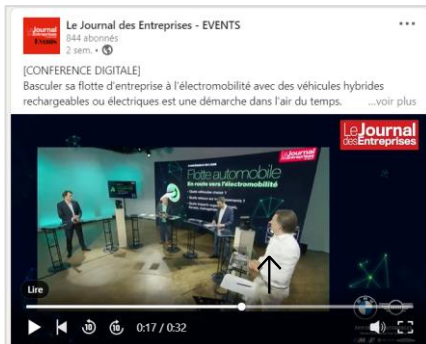 Le Journal des Entreprises - EVENTS
844 abonnés
2 sem. •
[CONFERENCE DIGITALE]
Basculer sa flotte d'entreprise à l'électromobilité avec des véhicules hybrides
rechargeables ou électriques est une démarche dans l'air du temps. ...voir plus
Le Journal
des Entreprises
Flotte automobile
En route vers l'électromobilité
Lire
10
10
0:17 / 0:32